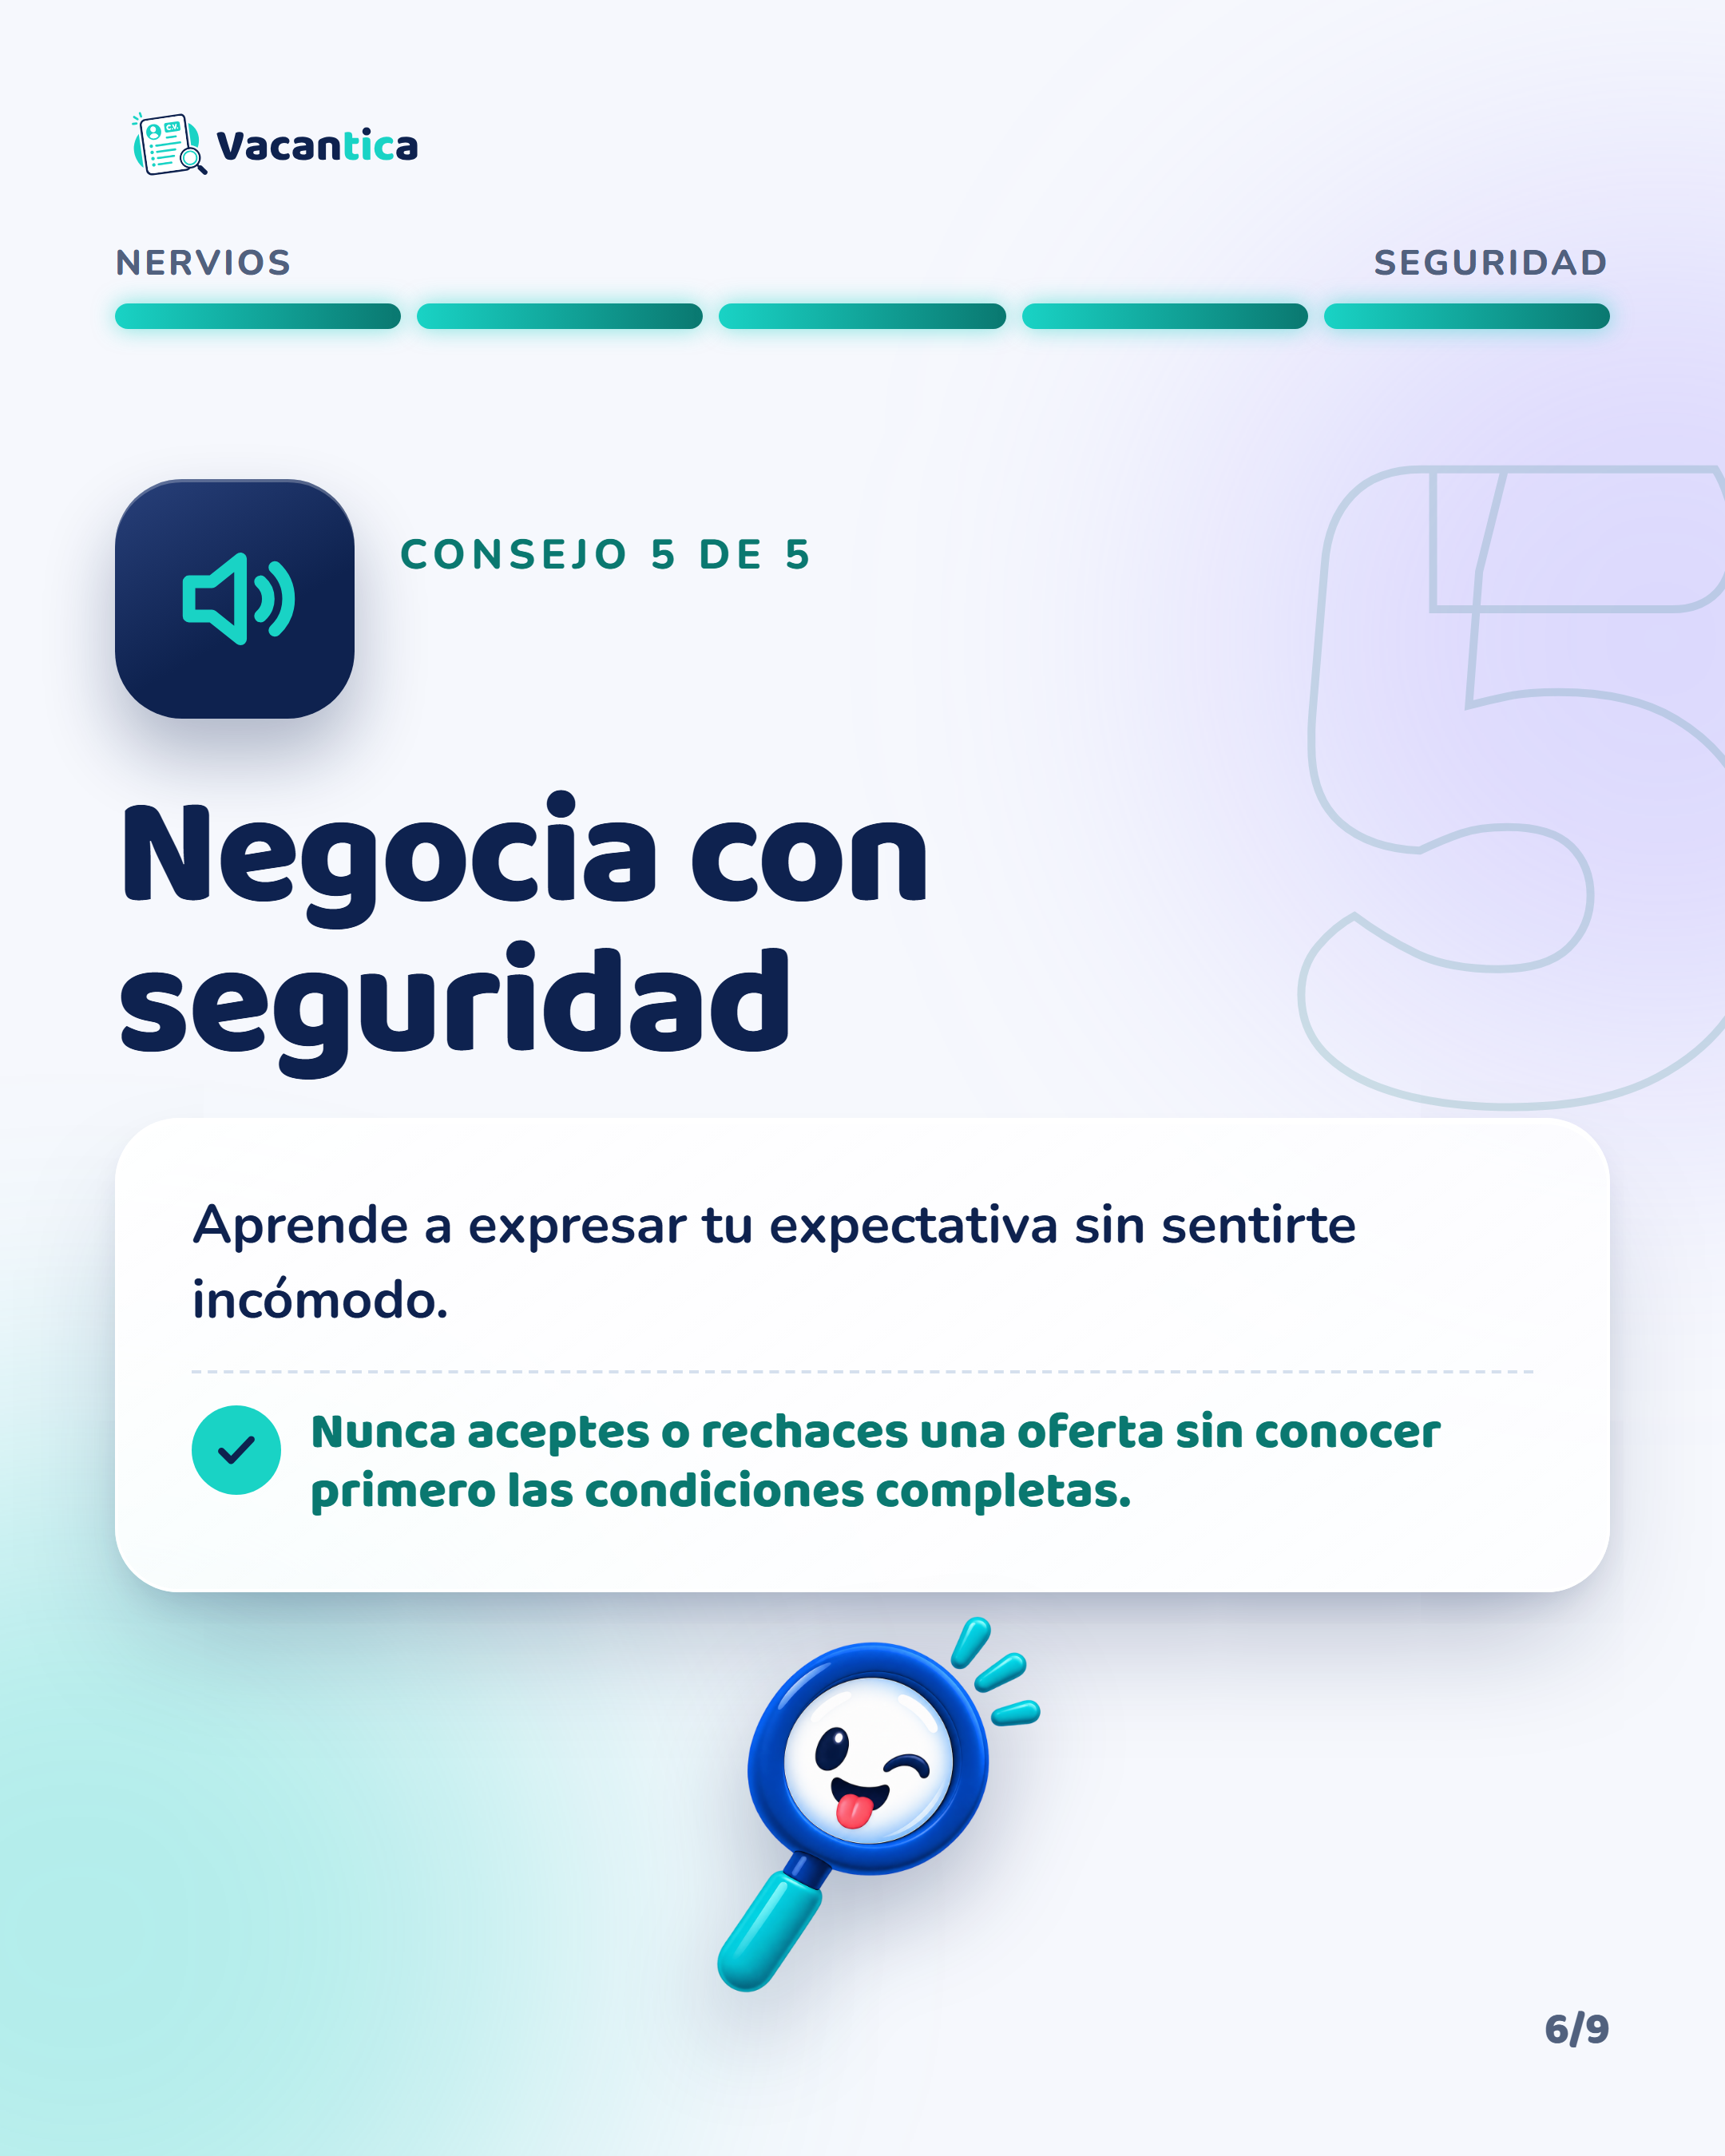 C.V.
Vacantica
NERVIOS
SEGURIDAD
CONSEJO 5 DE 5
5
Negocia con
seguridad
Aprende a expresar tu expectativa sin sentirte
incómodo.
Nunca aceptes o rechaces una oferta sin conocer
primero las condiciones completas.
6/9